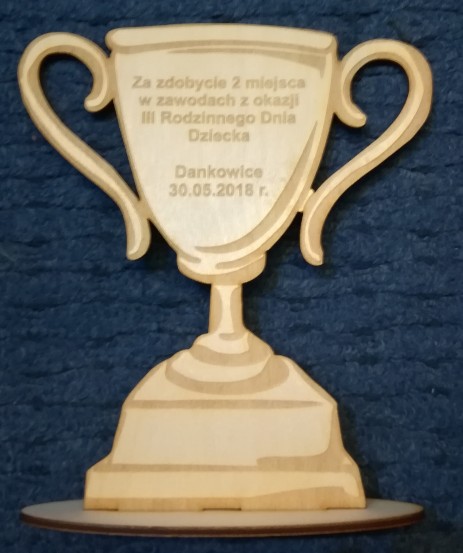 Za zdobycie 2 miejsca
w zawodach z okazji
III Rodzinnego Dnia
Dziecka
Dankowice
30.05.2018 r.